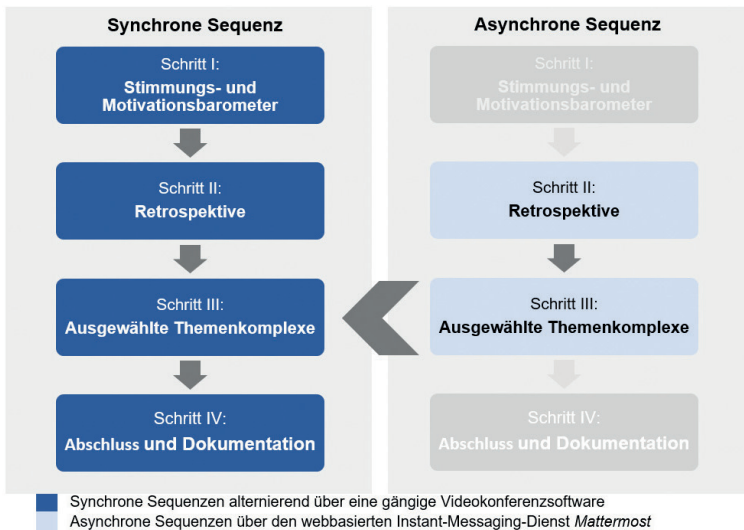 Synchrone Sequenz
Schritt I:
Stimmungs- und
Motivationsbarometer
Schritt II:
Retrospektive
Schritt III:
Ausgewählte Themenkomplexe
Schritt IV:
Abschluss und Dokumentation
Asynchrone Sequenz
Schritt I:
Stimmungs- und
Motivationsbarometer
Schritt II:
Retrospektive
Schritt III:
Ausgewählte Themenkomplexe
Schritt IV:
Abschluss und Dokumentation
Synchrone Sequenzen alternierend über eine gängige Videokonferenzsoftware
Asynchrone Sequenzen über den webbasierten Instant-Messaging-Dienst Mattermost